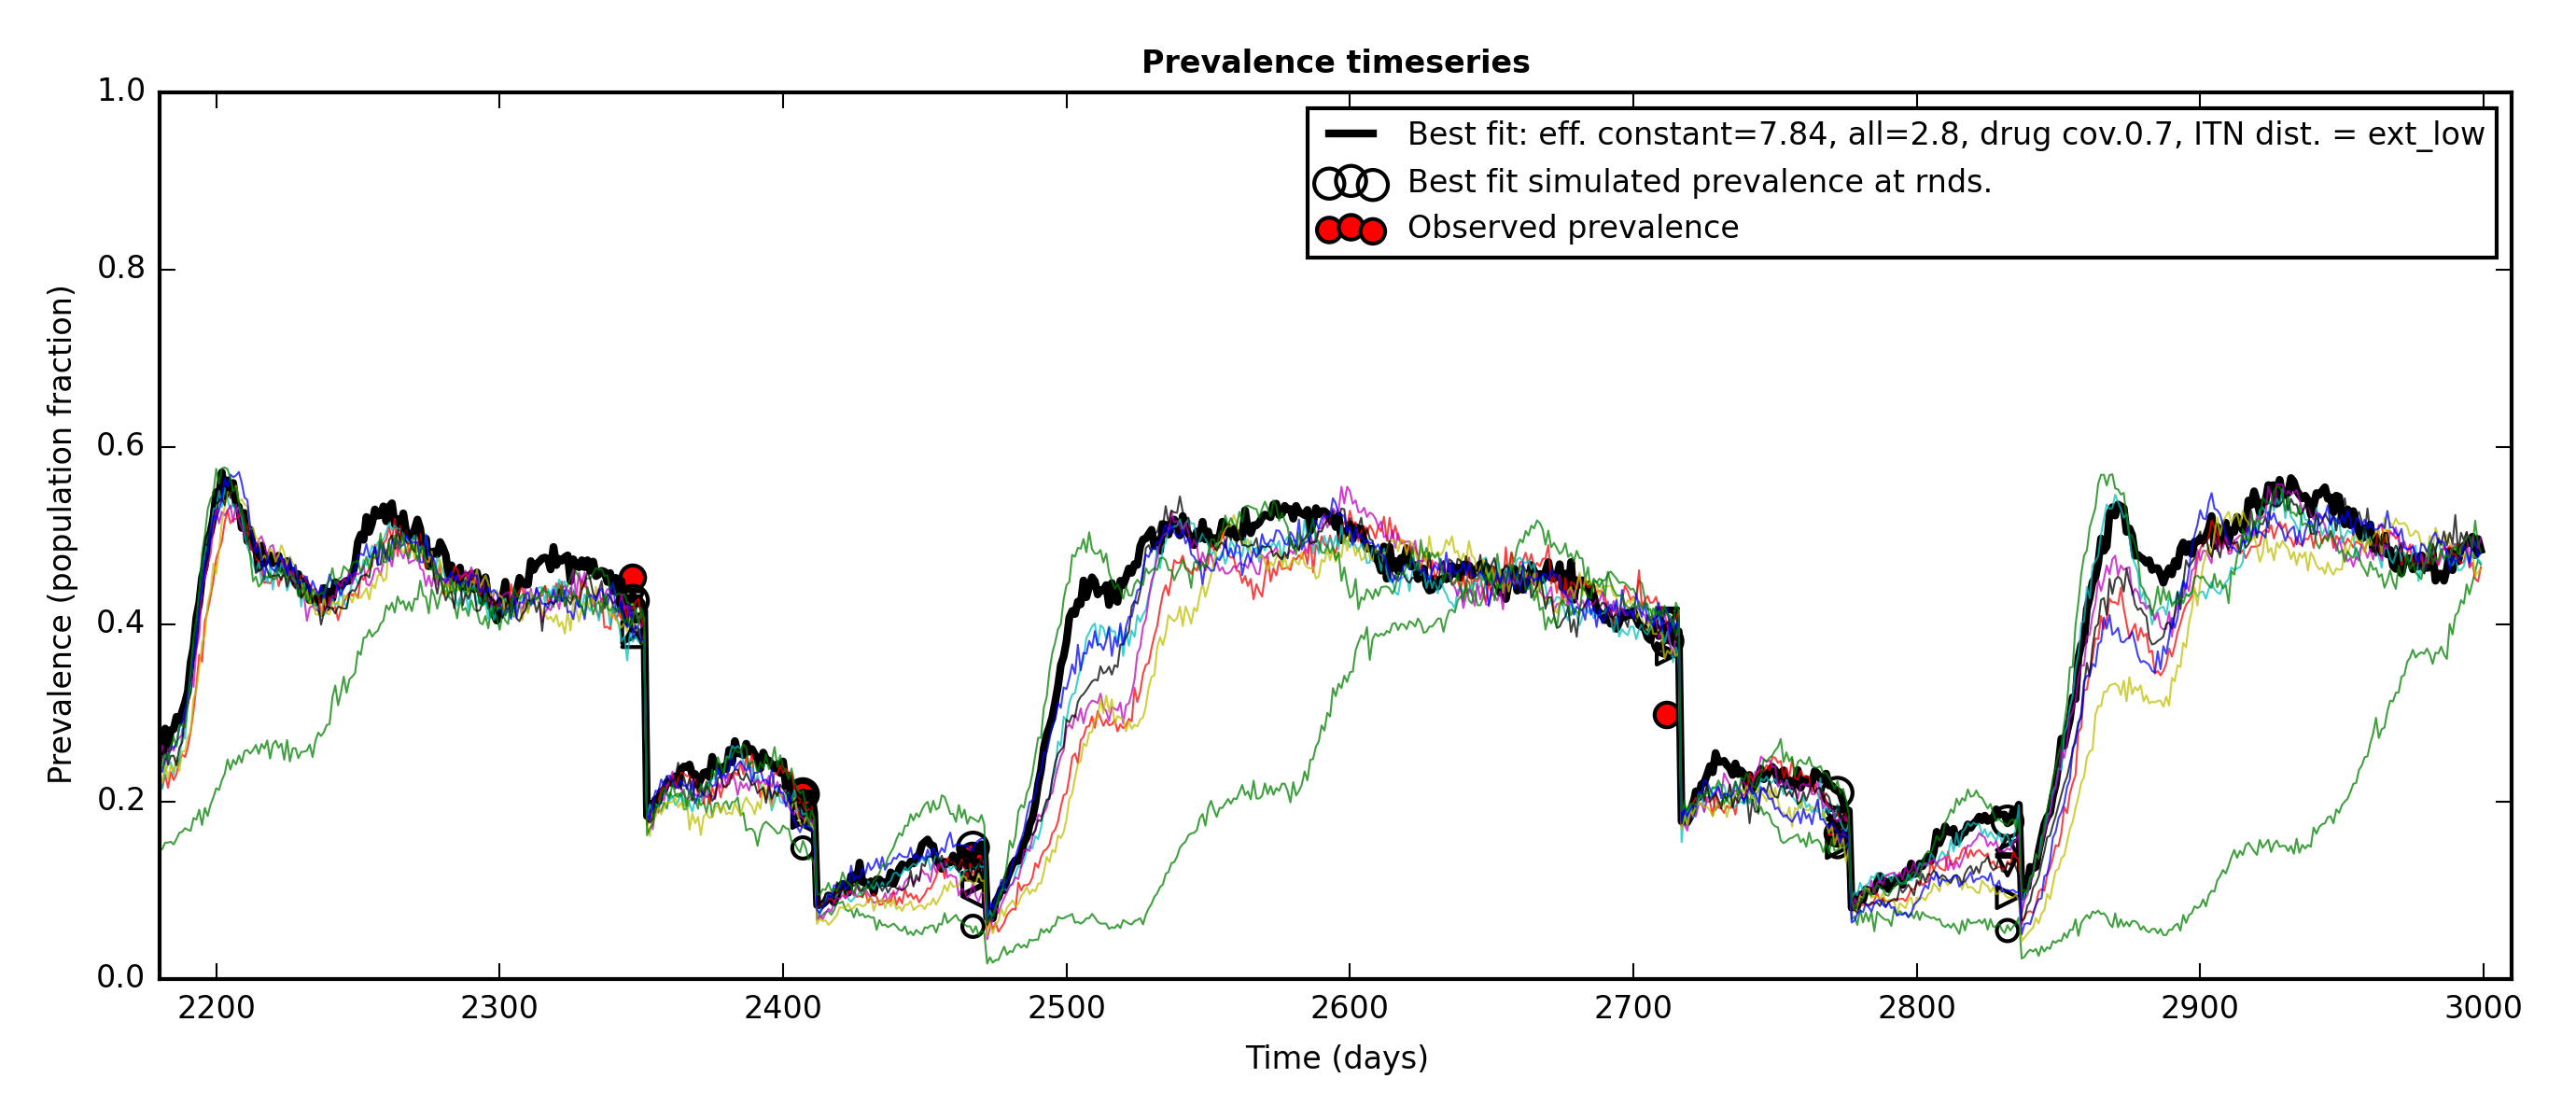 Prevalence timeseries
1.0
0.8
0.6
0.4
0.2
0.0
Prevalence (population fraction)
Best fit: eff. constant=7.84, all=2.8, drug cov.0.7, ITN dist. = ext_low
Best fit simulated prevalence at rnds.
Observed prevalence
2200 2300 2400 2500 2600 2700 2800 2900 3000
Time (days)